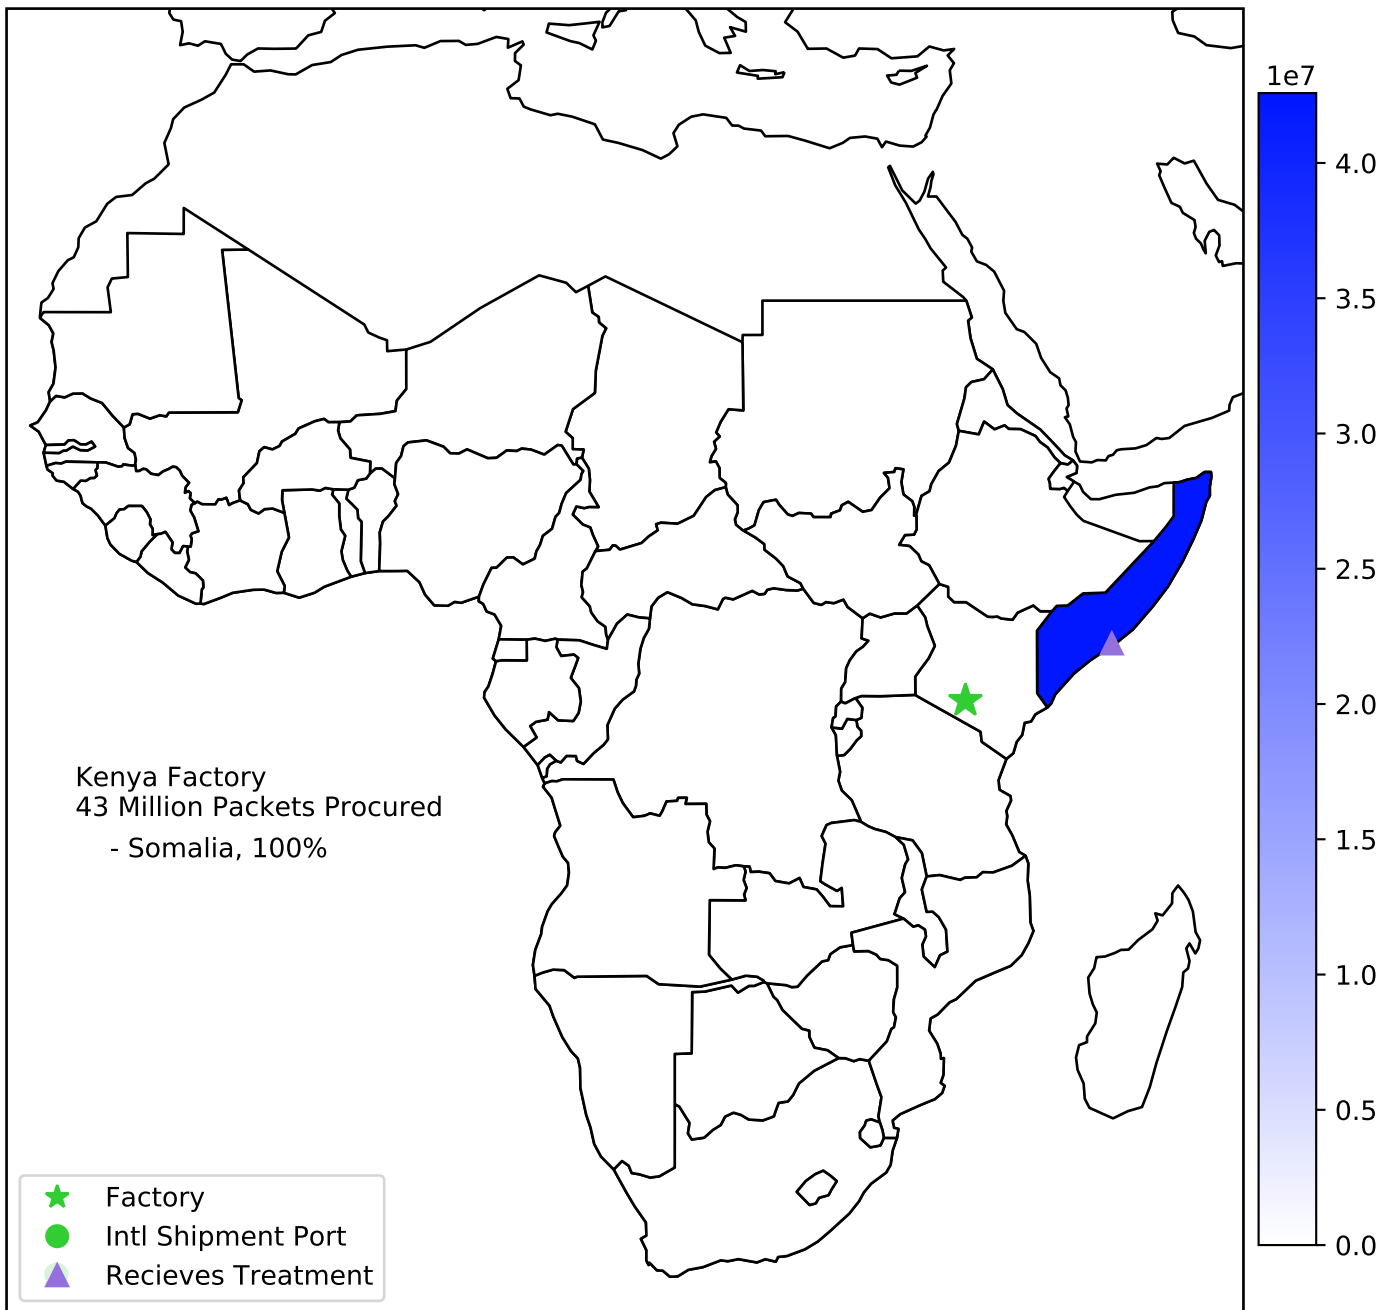 1e7
4.0
3.5
3.0
2.5
2.0
1.5
1.0
0.5
0.0
Kenya Factory
43 Million Packets Procured
- Somalia, 100%
Factory
Intl Shipment Port
Recieves Treatment